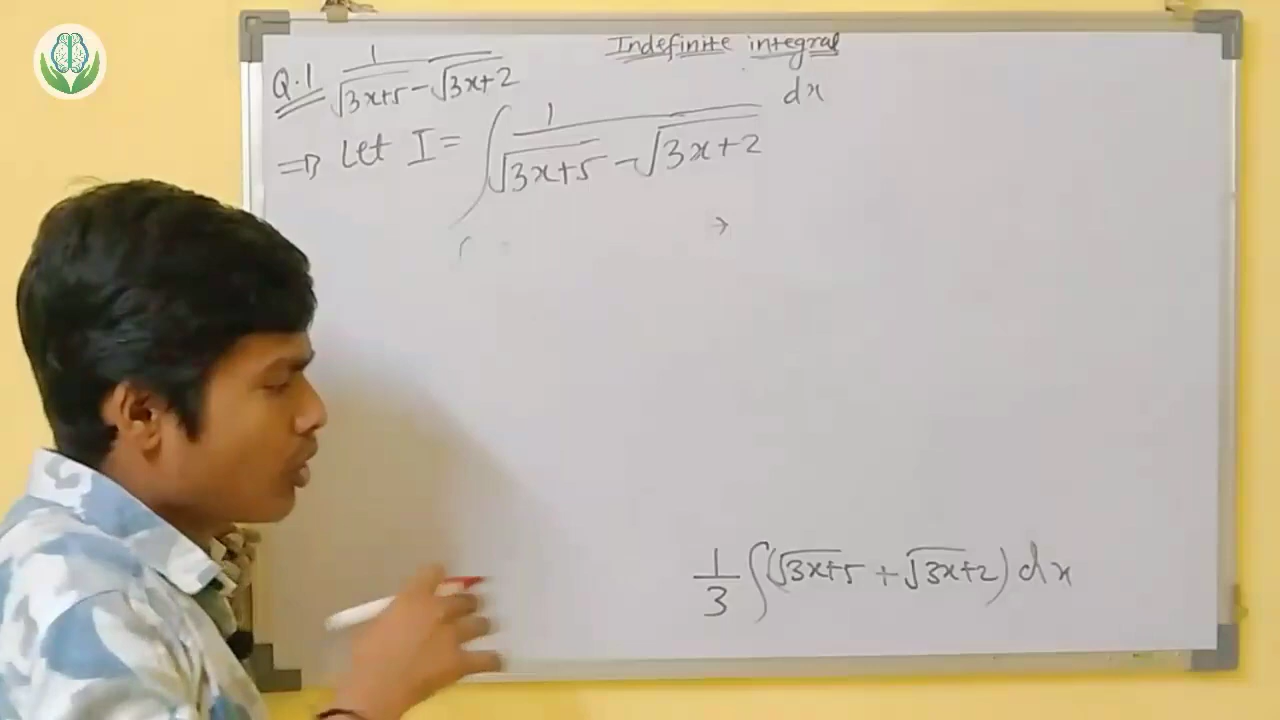 Indefinite integral
Q.1 1/(√3x+5 - √3x+2)
⇒ Let I = ∫ 1/(√3x+5 - √3x+2) dx
→
1/3 ∫(√3x+5 + √3x+2) dx